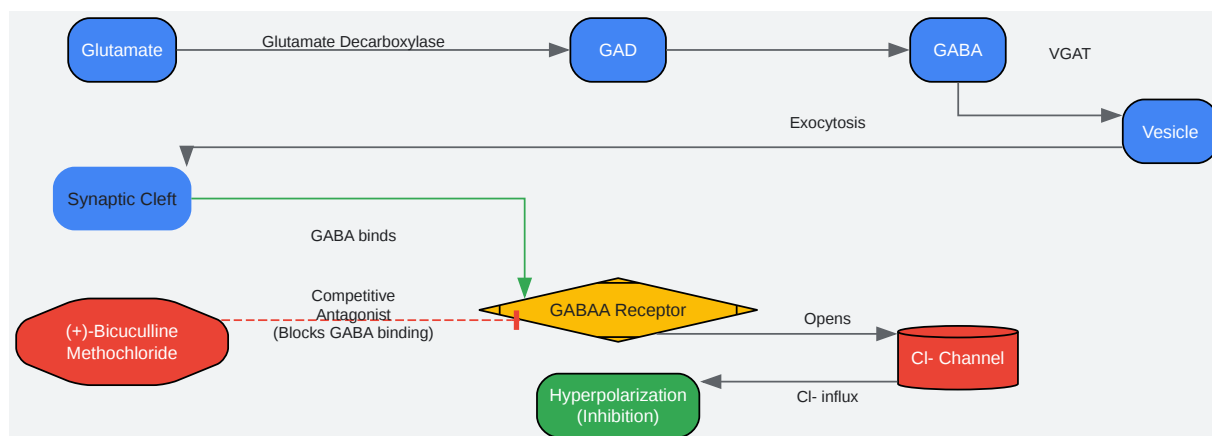 Glutamate
Glutamate Decarboxylase
GAD
GABA
VGAT
Vesicle
Exocytosis
Synaptic Cleft
GABA binds
(+)-Bicuculline
Methochloride
Competitive
Antagonist
(Blocks GABA binding)
GABAA Receptor
Opens
Cl- Channel
Cl- influx
Hyperpolarization
(Inhibition)